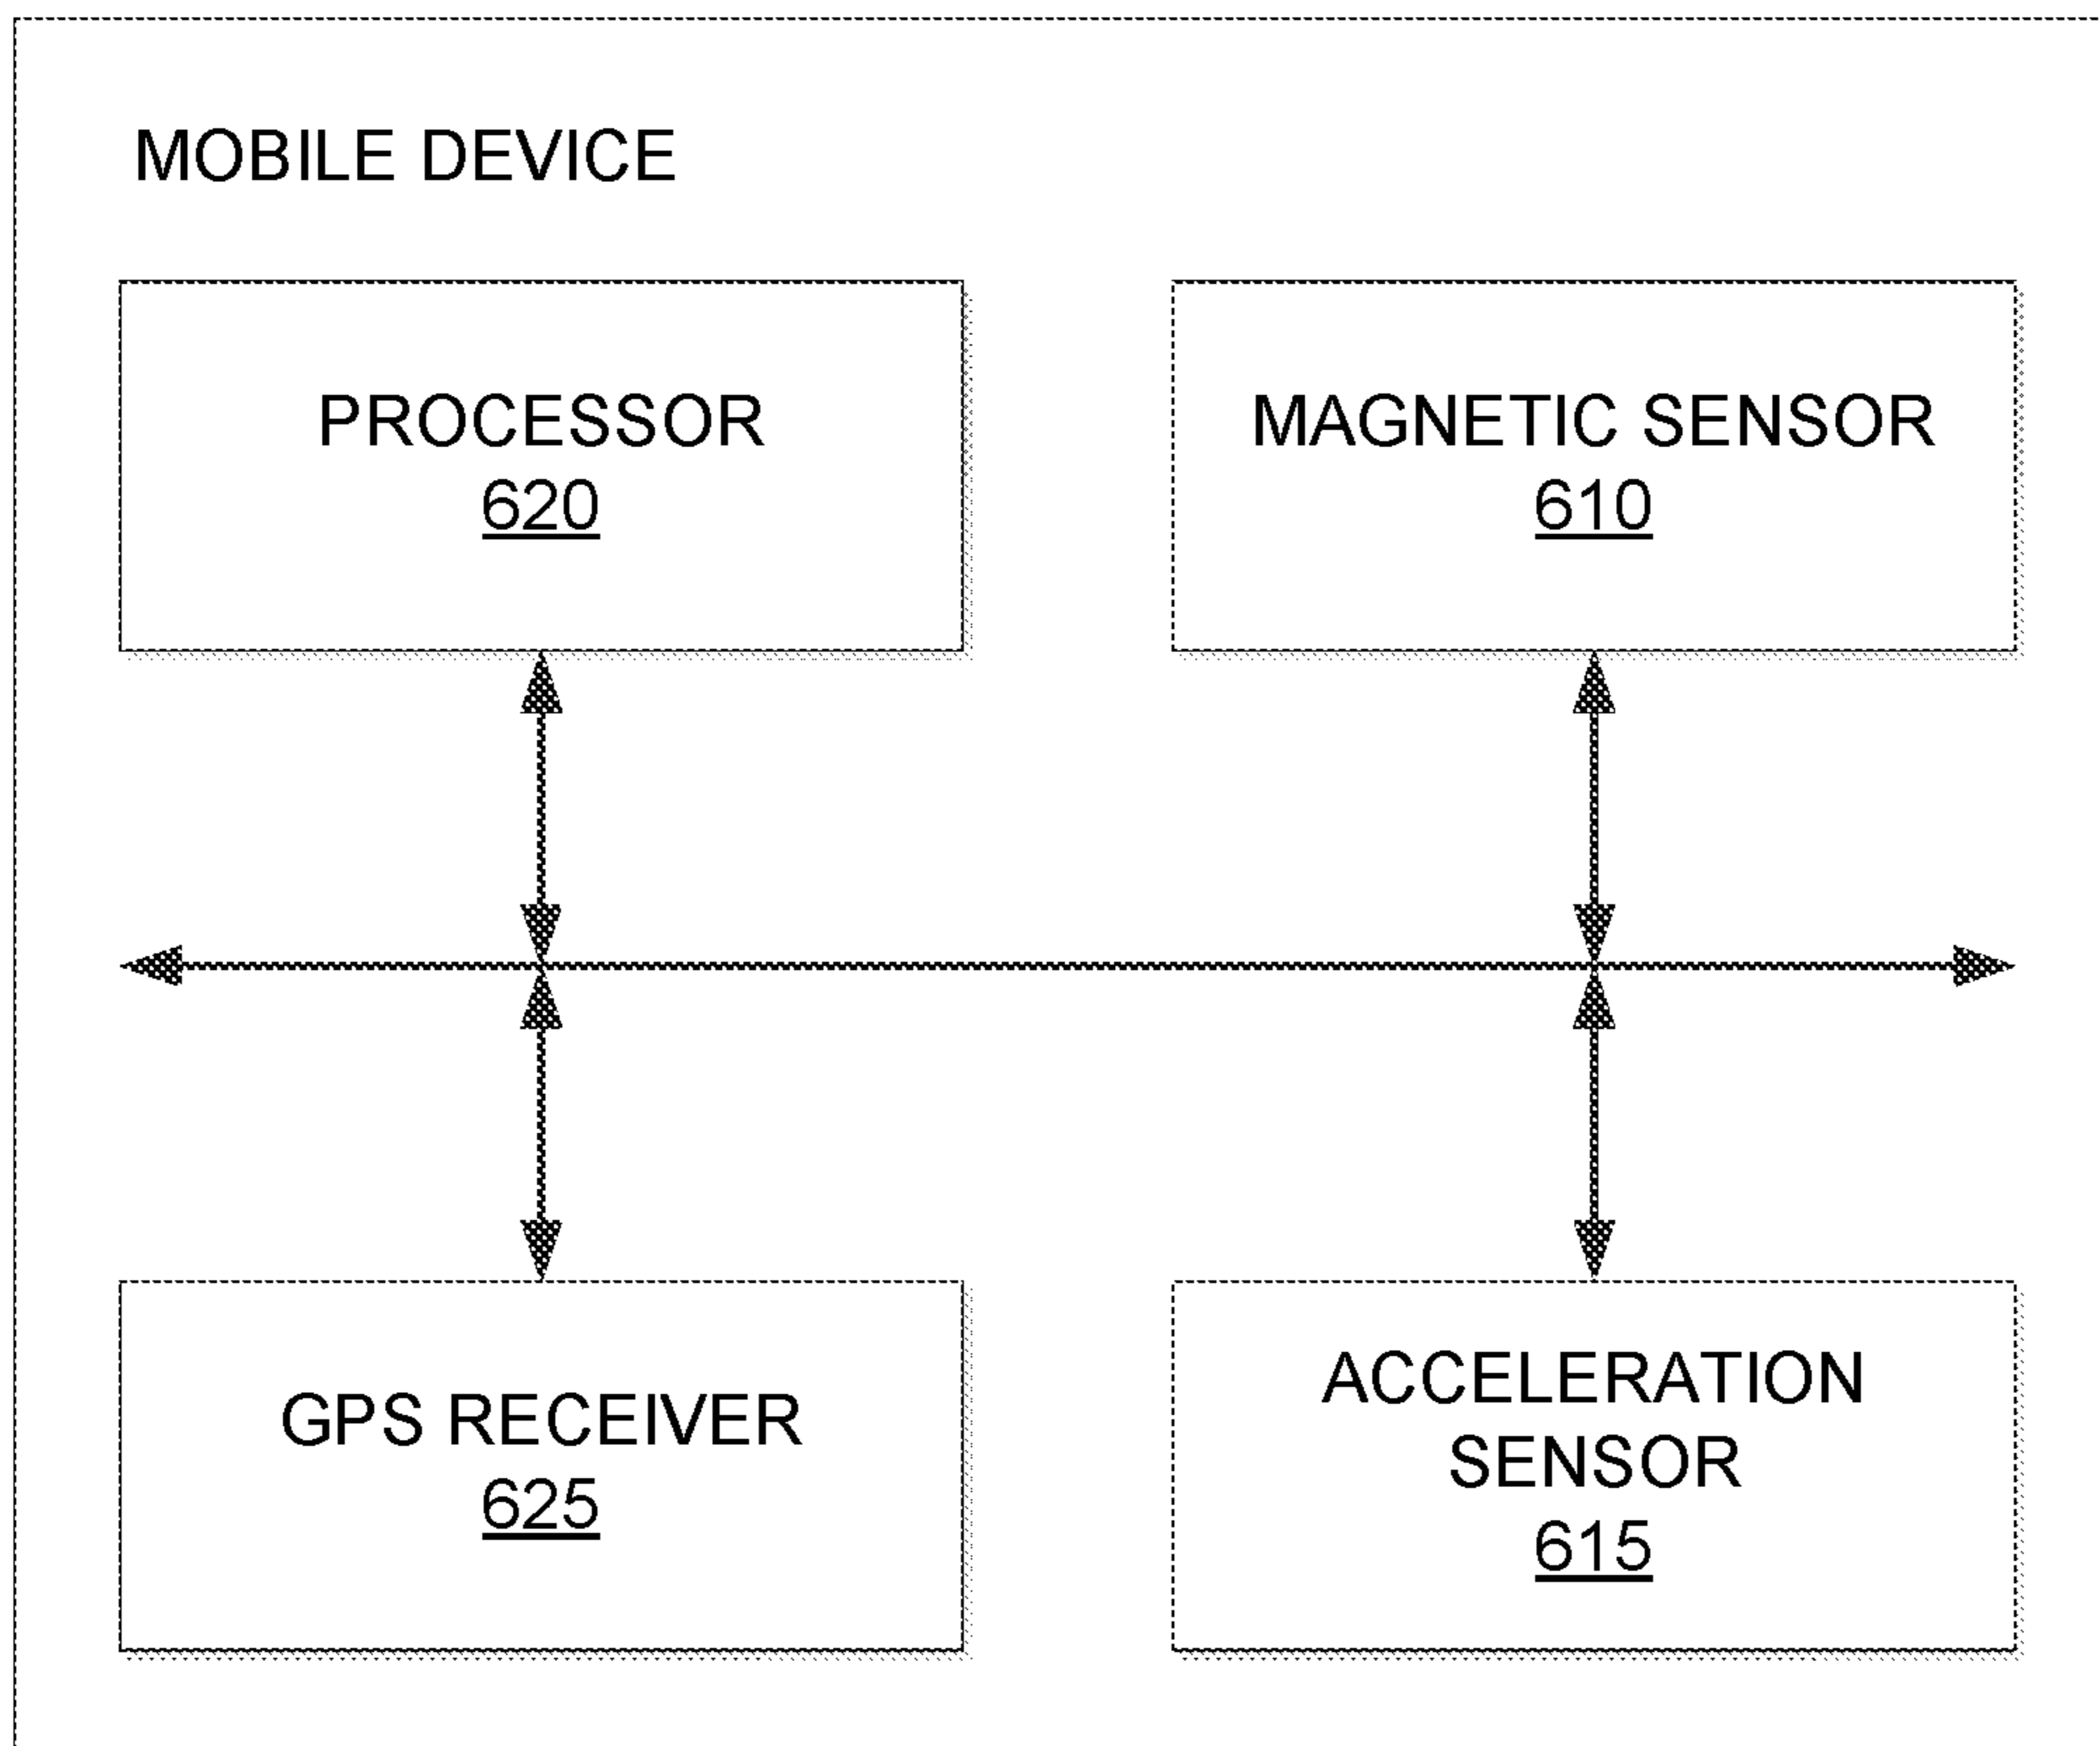 MOBILE DEVICE
PROCESSOR
620
MAGNETIC SENSOR
610
GPS RECEIVER
625
ACCELERATION
SENSOR
615